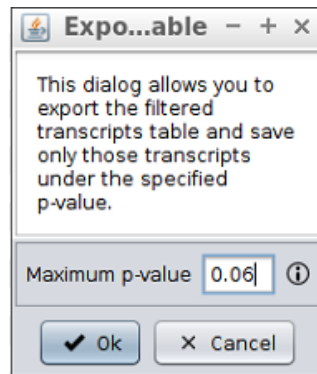 Expo...able
This dialog allows you to
export the filtered
transcripts table and save
only those transcripts
under the specified
p-value.
Maximum p-value 0.06
Ok Cancel